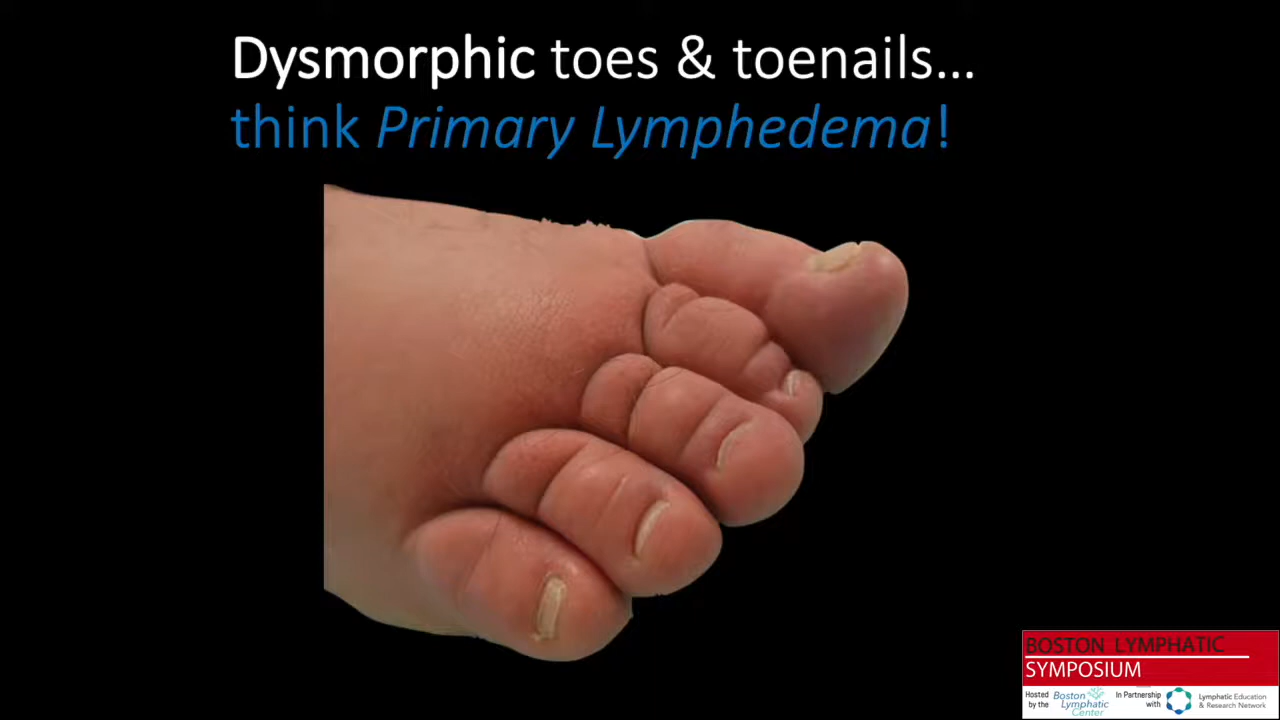 Dysmorphic toes & toenails...
think Primary Lymphedema!
BOSTON LYMPHATIC
SYMPOSIUM
Hosted by the
Boston Lymphatic Center
In Partnership with
Lymphatic Education & Research Network